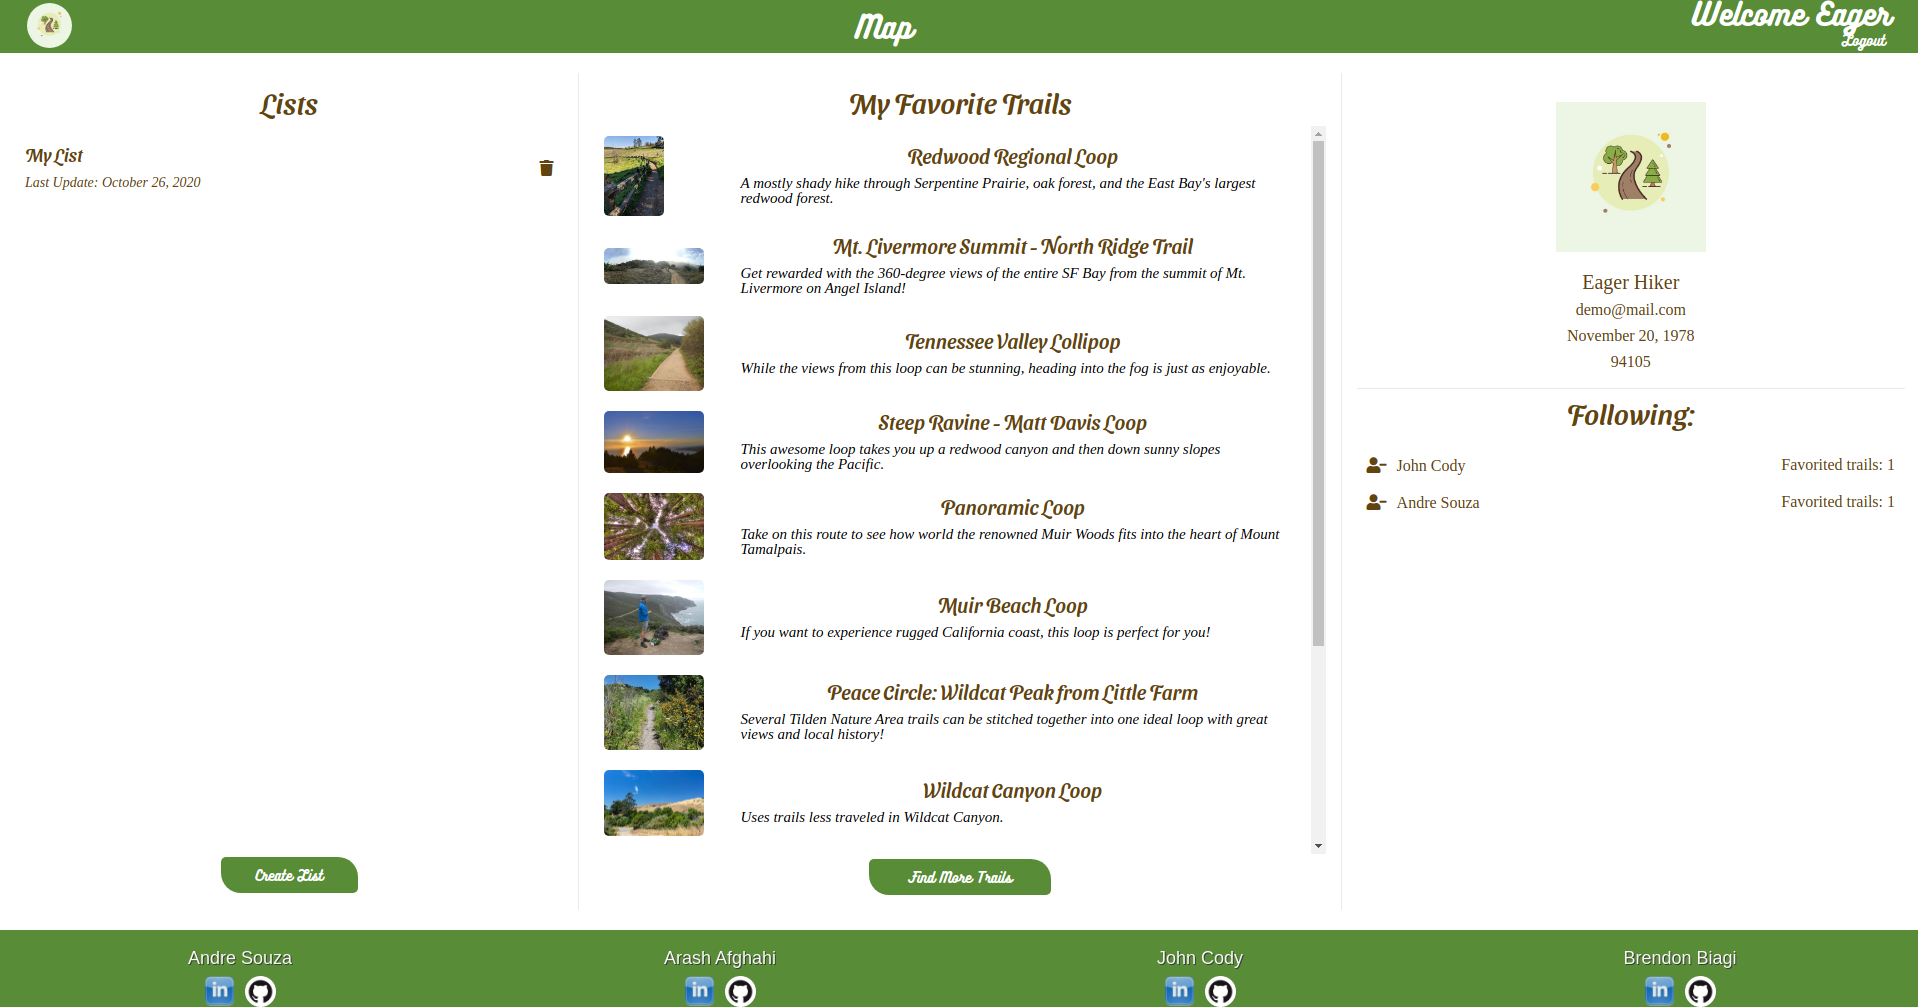 Map
Welcome Eager
Logout
Lists
My List
Last Update: October 26, 2020
Create List
My Favorite Trails
Redwood Regional Loop
A mostly shady hike through Serpentine Prairie, oak forest, and the East Bay's largest
redwood forest.
Mt. Livermore Summit - North Ridge Trail
Get rewarded with the 360-degree views of the entire SF Bay from the summit of Mt.
Livermore on Angel Island!
Tennessee Valley Lollipop
While the views from this loop can be stunning, heading into the fog is just as enjoyable.
Steep Ravine - Matt Davis Loop
This awesome loop takes you up a redwood canyon and then down sunny slopes
overlooking the Pacific.
Panoramic Loop
Take on this route to see how world the renowned Muir Woods fits into the heart of Mount
Tamalpais.
Muir Beach Loop
If you want to experience rugged California coast, this loop is perfect for you!
Peace Circle: Wildcat Peak from Little Farm
Several Tilden Nature Area trails can be stitched together into one ideal loop with great
views and local history!
Wildcat Canyon Loop
Uses trails less traveled in Wildcat Canyon.
Find More Trails
Eager Hiker
demo@mail.com
November 20, 1978
94105
Following:
John Cody Favorited trails: 1
Andre Souza Favorited trails: 1
Andre Souza
in
Arash Afghahi
in
John Cody
in
Brendon Biagi
in